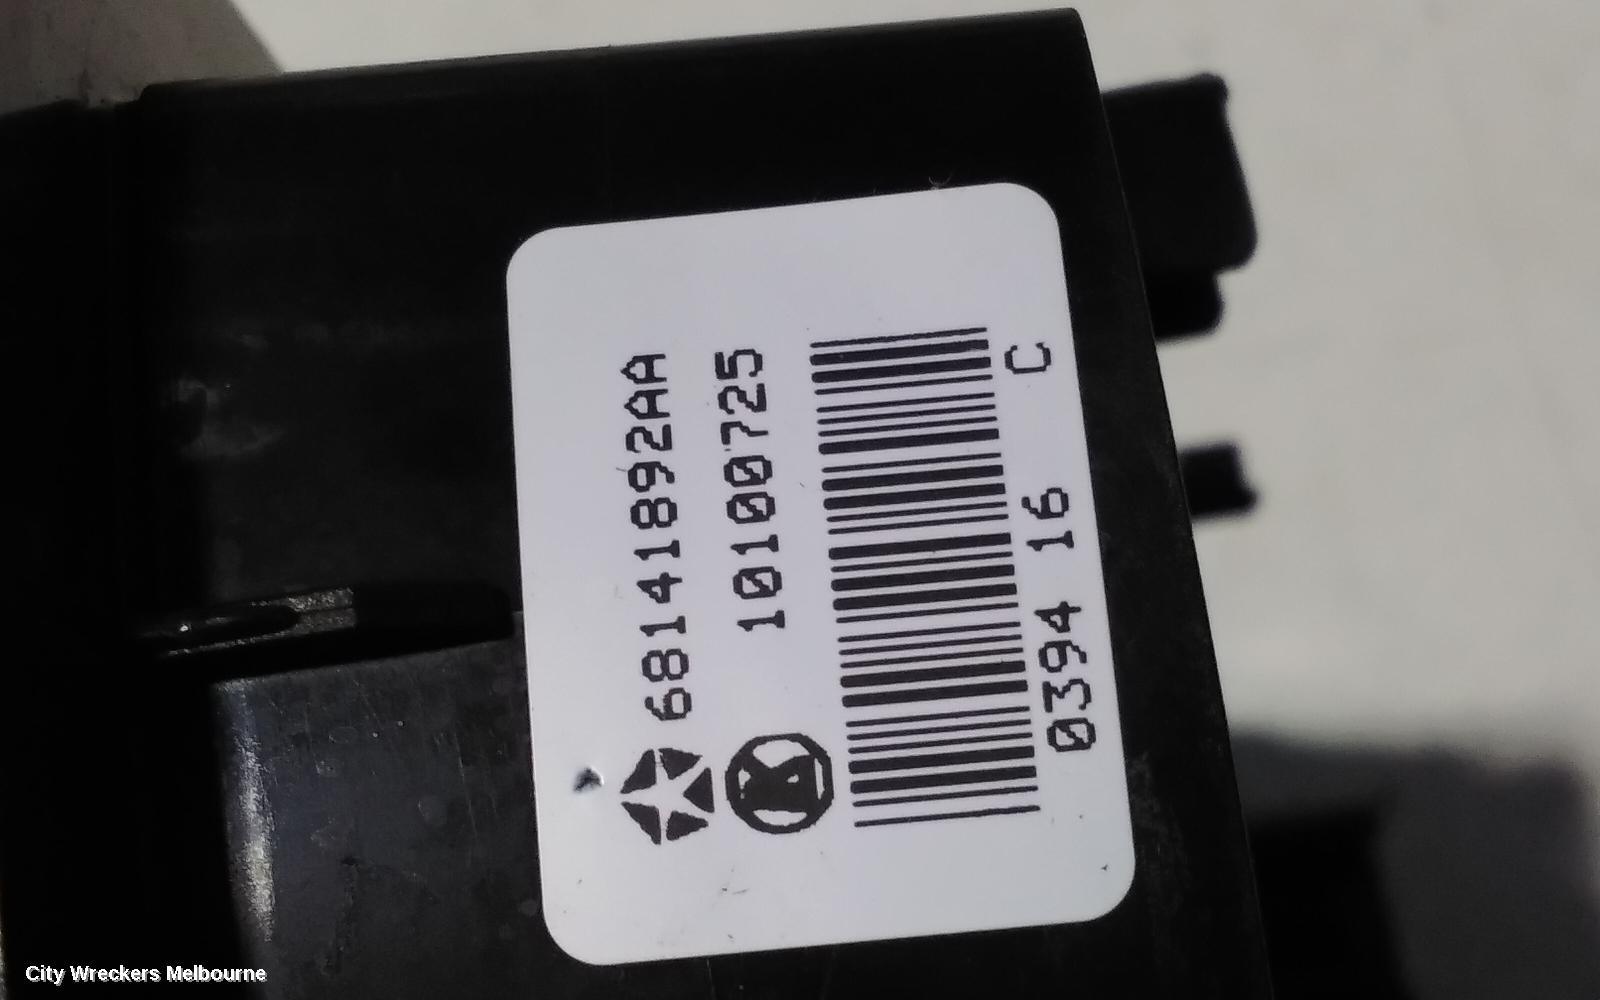 68141892AA
10100725
0394 16 C
City Wreckers Melbourne